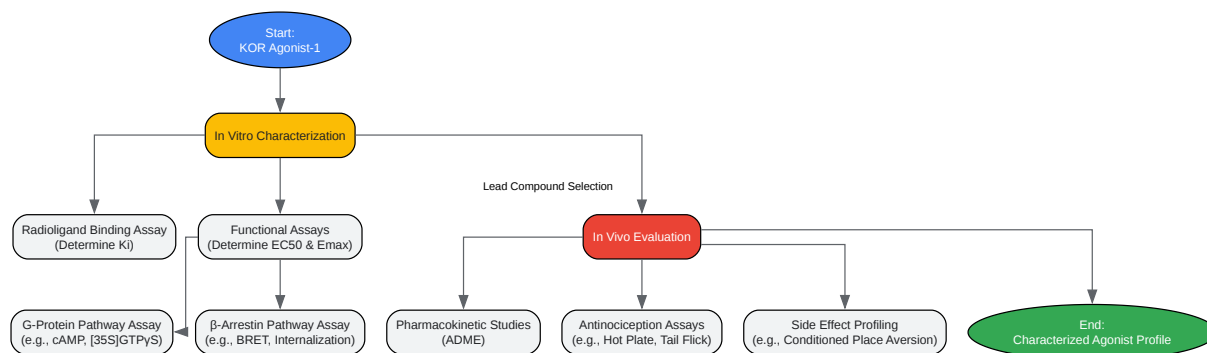 Start:
KOR Agonist-1
In Vitro Characterization
Lead Compound Selection
Radioligand Binding Assay
(Determine Ki)
Functional Assays
(Determine EC50 & Emax)
In Vivo Evaluation
G-Protein Pathway Assay
(e.g., cAMP, [35S]GTPγS)
β-Arrestin Pathway Assay
(e.g., BRET, Internalization)
Pharmacokinetic Studies
(ADME)
Antinociception Assays
(e.g., Hot Plate, Tail Flick)
Side Effect Profiling
(e.g., Conditioned Place Aversion)
End:
Characterized Agonist Profile